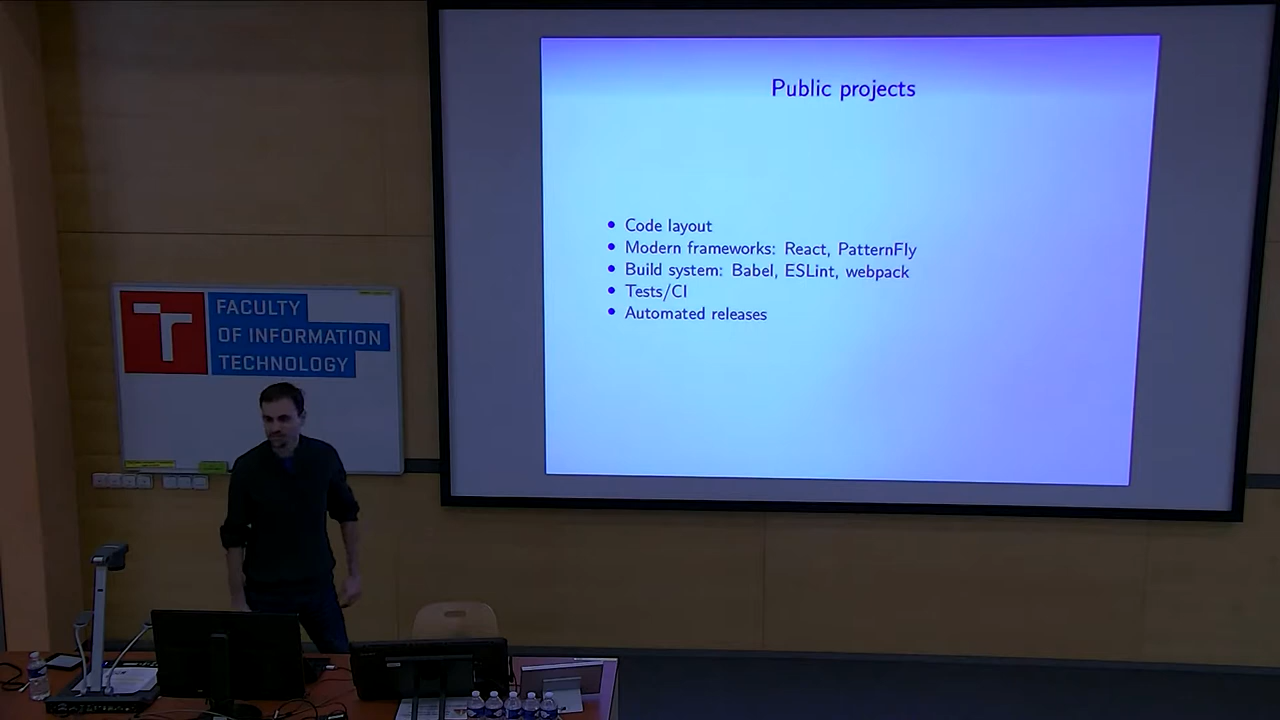 Public projects
• Code layout
• Modern frameworks: React, PatternFly
• Build system: Babel, ESLint, webpack
• Tests/CI
• Automated releases
FACULTY
OF INFORMATION
TECHNOLOGY